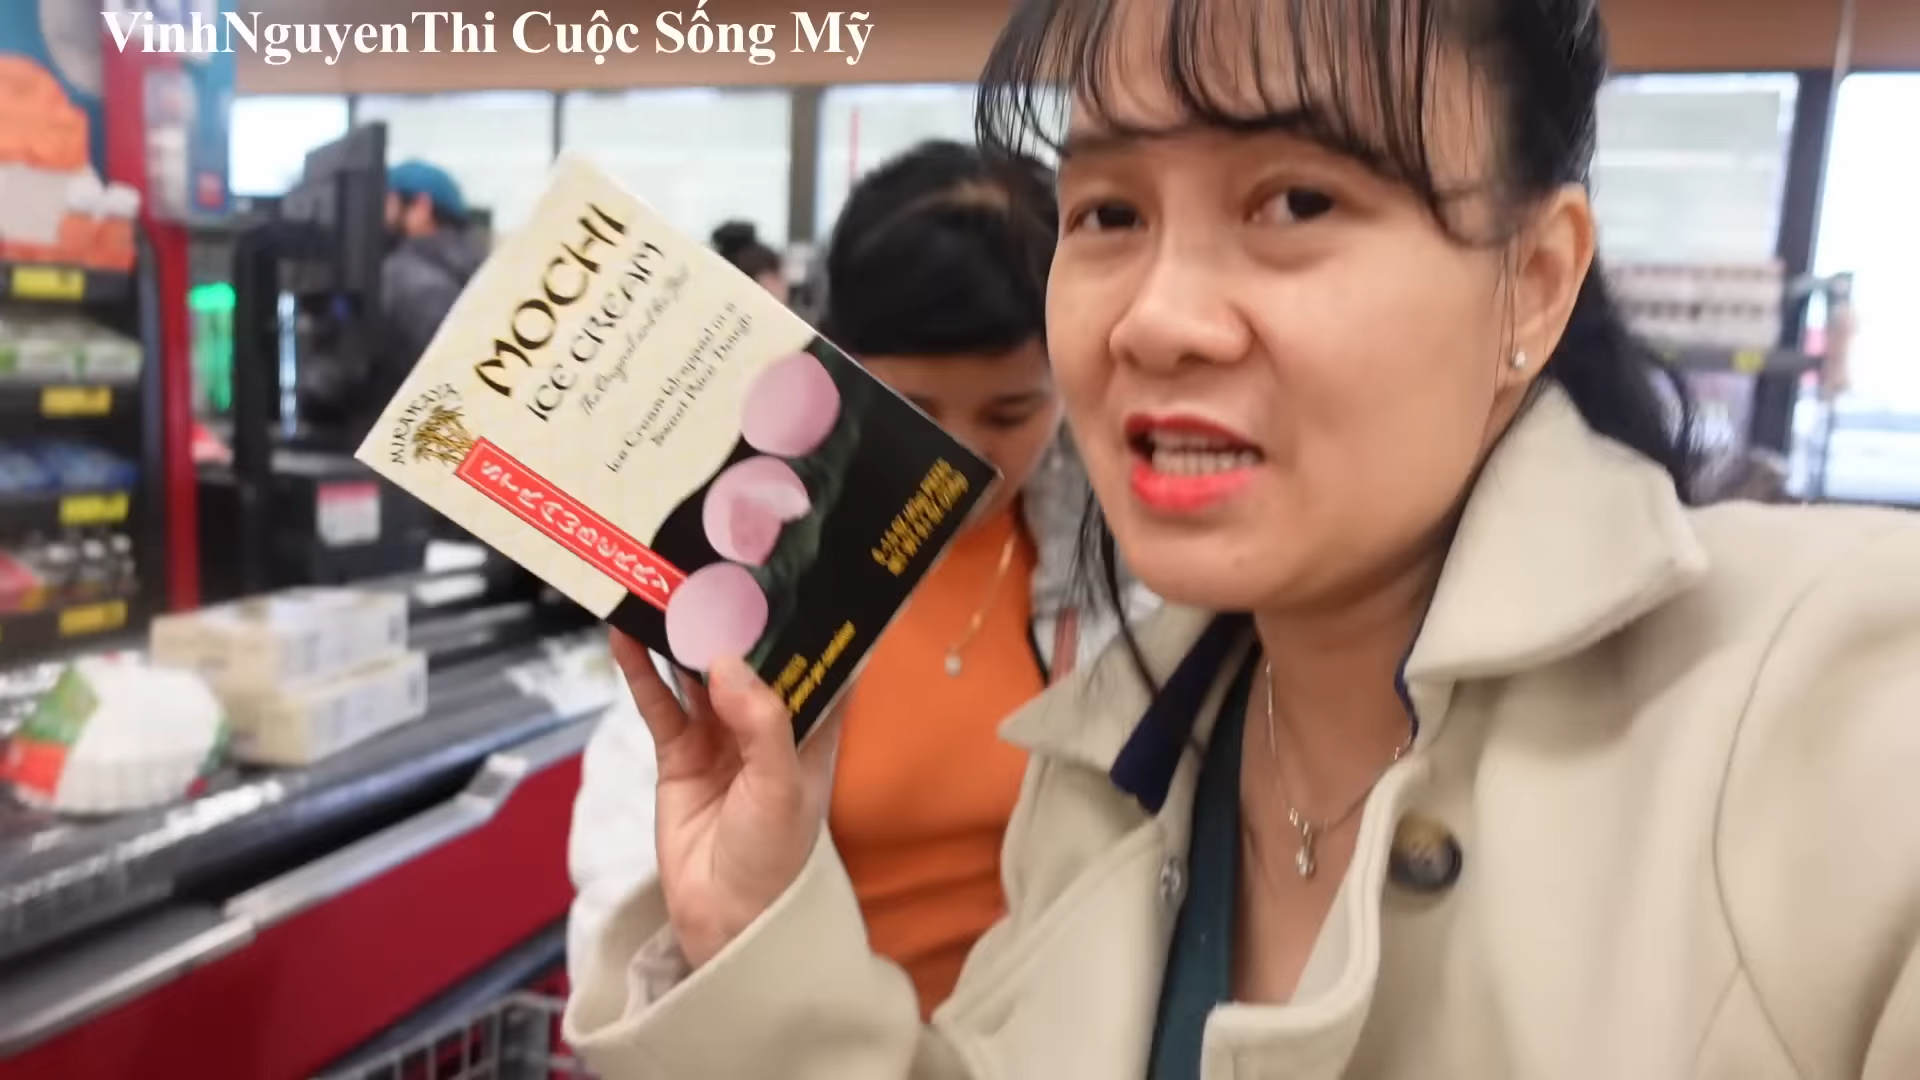 VinhNguyenThi Cuộc Sống Mỹ
MOCHI
ICE CREAM
The Original and the Best
Ice Cream Wrapped in a
Sweet Rice Dough
MIKAWAYA
STRAWBERRY